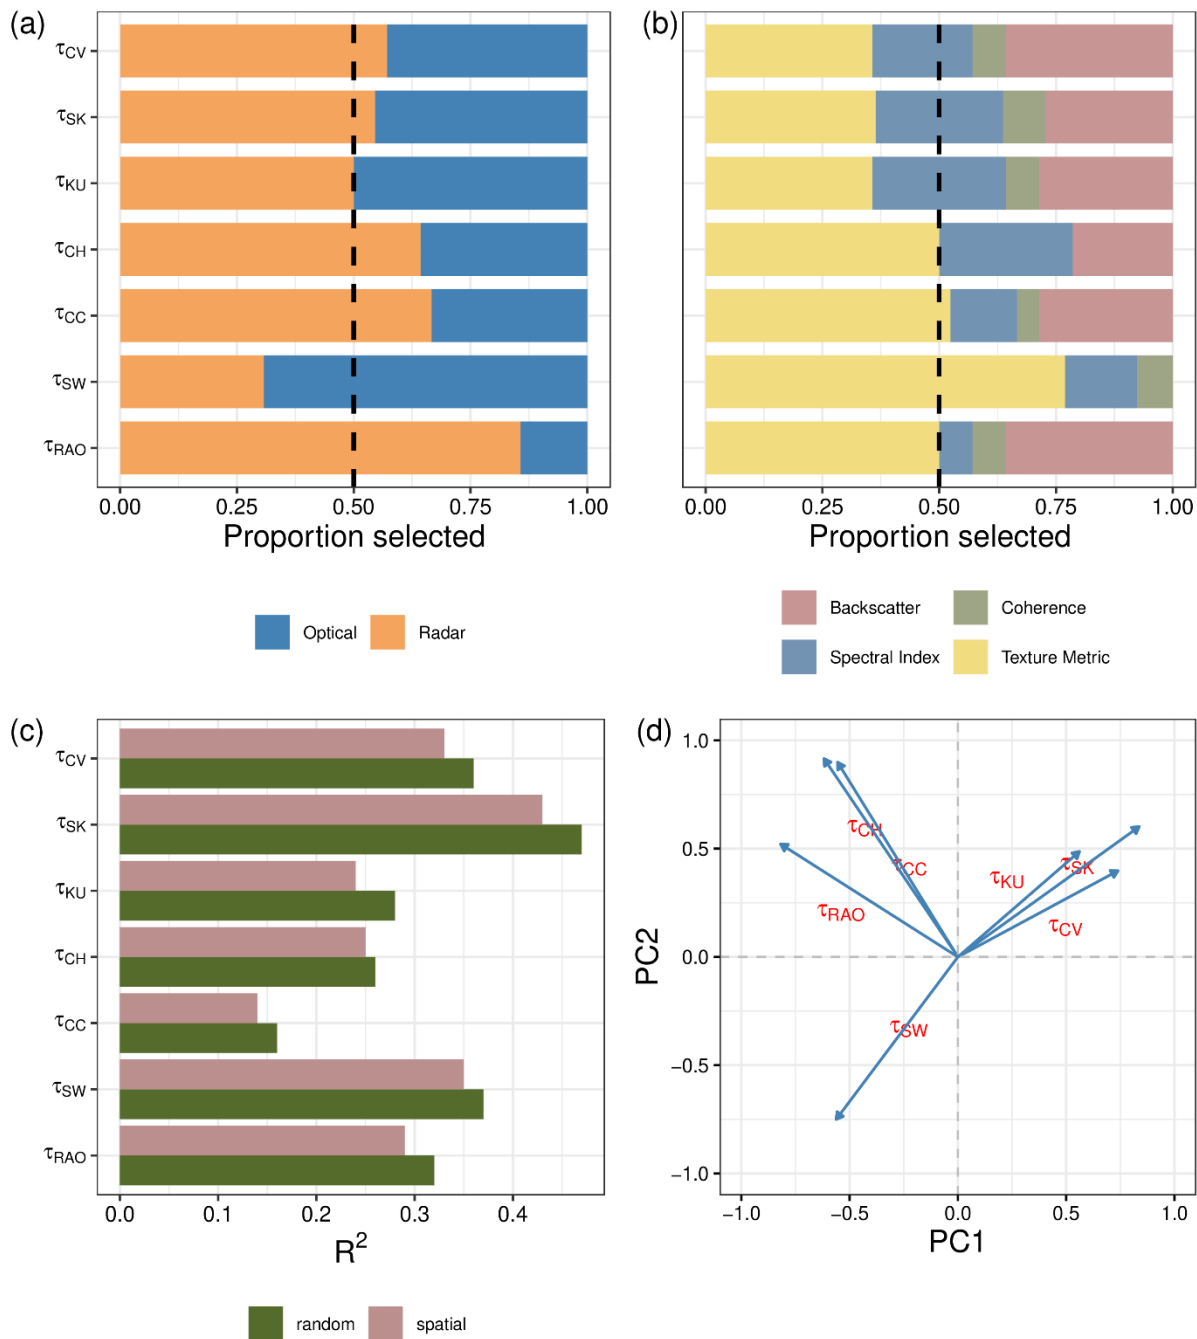 (a)
τCV
τSK
τKU
τCH
τCC
τSW
τRAO
0.00 0.25 0.50 0.75 1.00
Proportion selected
Optical Radar
(b)
0.00 0.25 0.50 0.75 1.00
Proportion selected
Backscatter Coherence
Spectral Index Texture Metric
(c)
τCV
τSK
τKU
τCH
τCC
τSW
τRAO
0.0 0.1 0.2 0.3 0.4
R²
random spatial
(d)
1.0
0.5
0.0
−0.5
−1.0
PC2
τCH
τCC
τRAO
τKU
τSK
τCV
τSW
−1.0 −0.5 0.0 0.5 1.0
PC1